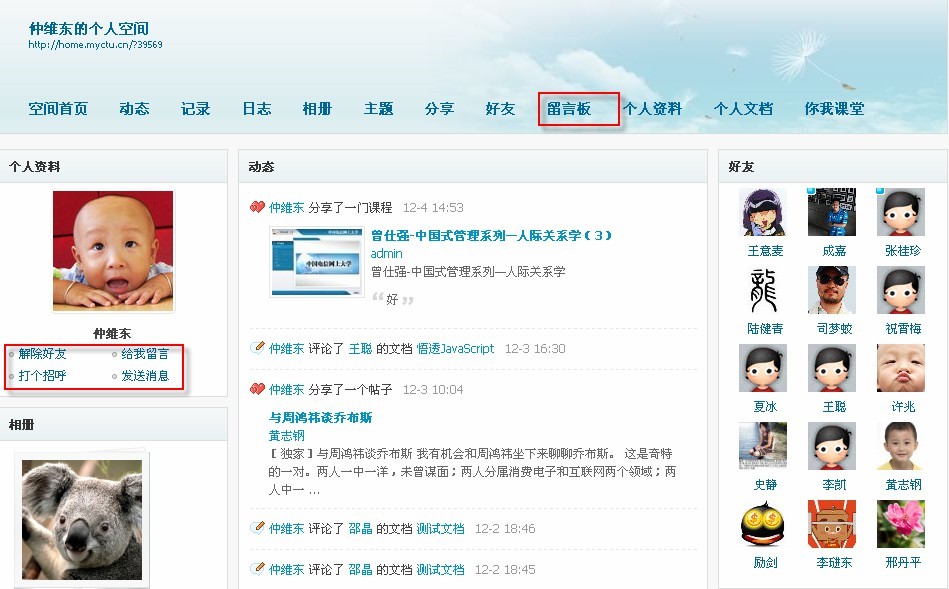 仲维东的个人空间
http://home.myctu.cn/?39569
空间首页 动态 记录 日志 相册 主题 分享 好友 留言板 个人资料 个人文档 你我课堂
个人资料
仲维东
解除好友 给我留言
打个招呼 发送消息
相册
动态
仲维东 分享了一门课程 12-4 14:53
中国电信网上大学
曾仕强-中国式管理系列—人际关系学(3)
admin
曾仕强-中国式管理系列—人际关系学
“好”
仲维东 评论了 王聪 的文档 悟透JavaScript 12-3 16:30
仲维东 分享了一个帖子 12-3 10:04
与周鸿祎谈乔布斯
黄志钢
【独家】与周鸿祎谈乔布斯 我有机会和周鸿祎坐下来聊聊乔布斯。 这是奇特
的一对。两人一中一洋，未曾谋面；两人分属消费电子和互联网两个领域；两
人中一 ...
仲维东 评论了 邵晶 的文档 测试文档 12-2 18:46
仲维东 评论了 邵晶 的文档 测试文档 12-2 18:45
好友
王意麦 成嘉 张桂珍
龍
陆健青 司梦蛟 祝雪梅
夏冰 王聪 许兆
史静 李凯 黄志钢
励剑 李琎东 邢丹平